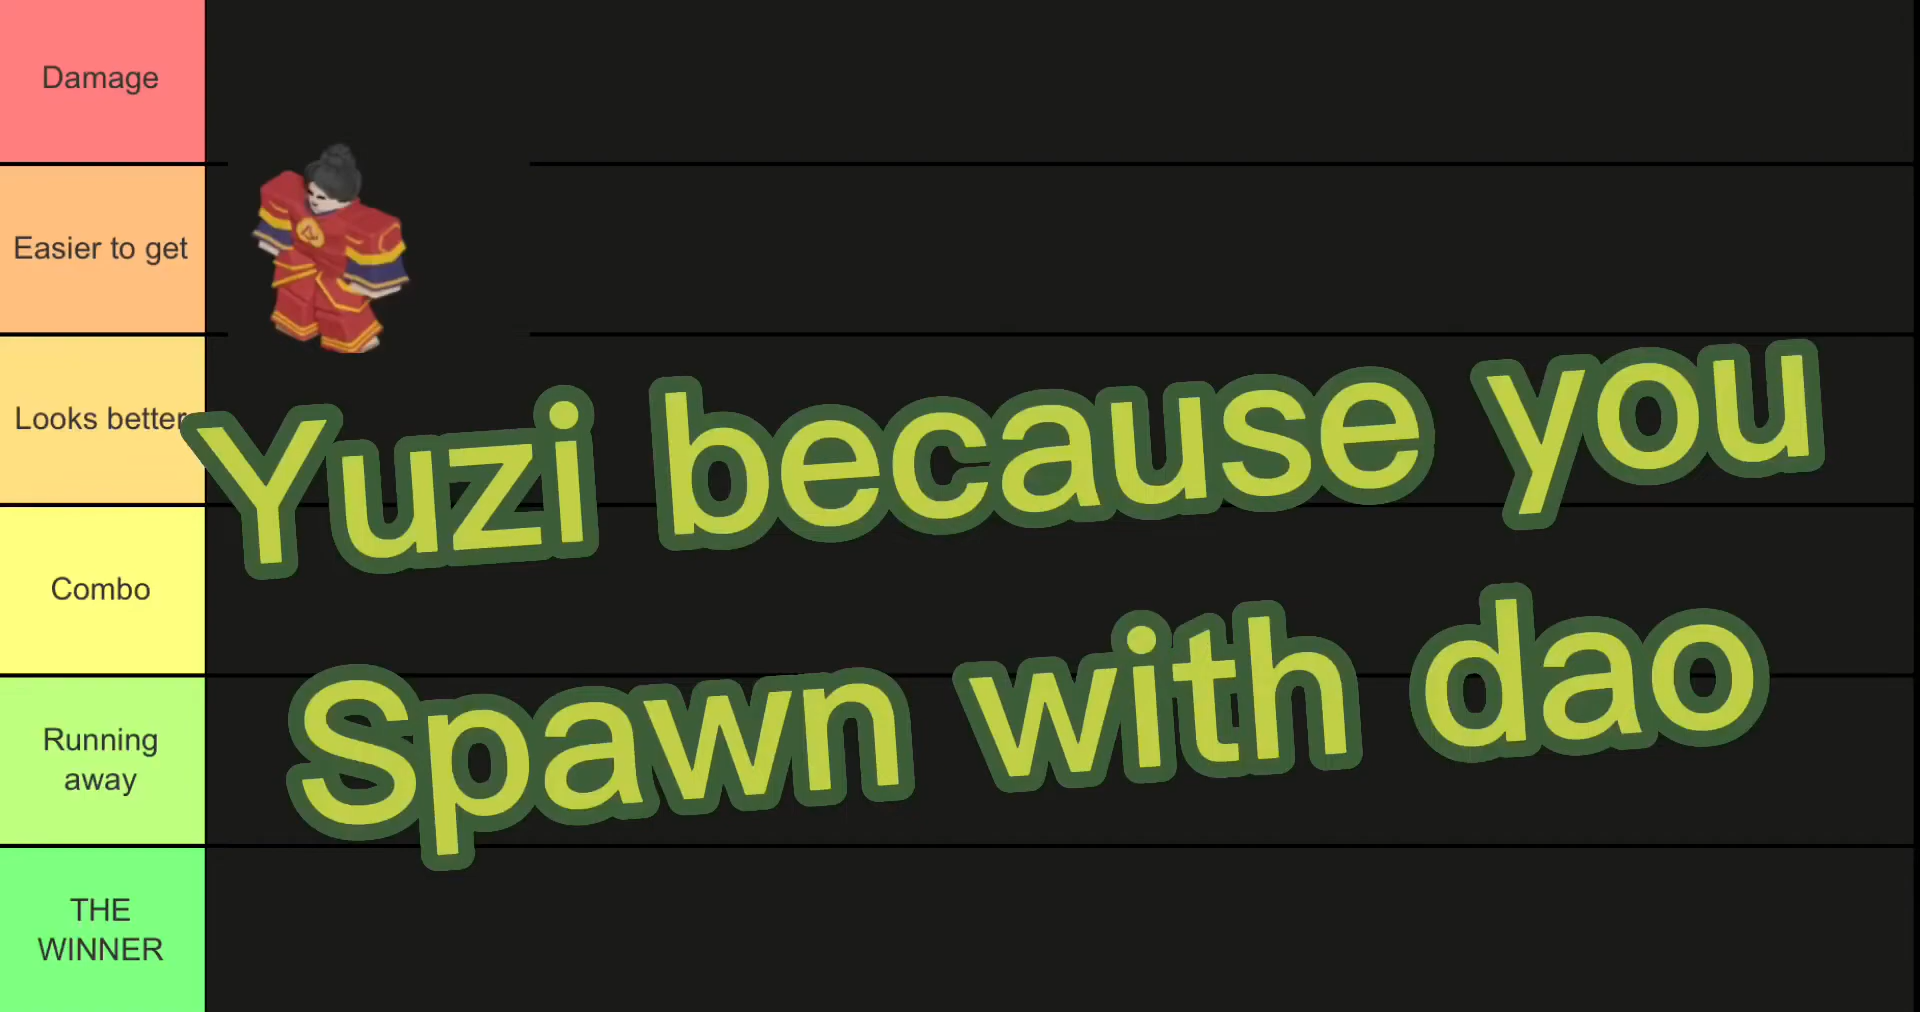 Damage
Easier to get
Looks better
Yuzi because you
Combo
Spawn with dao
Running
away
THE
WINNER